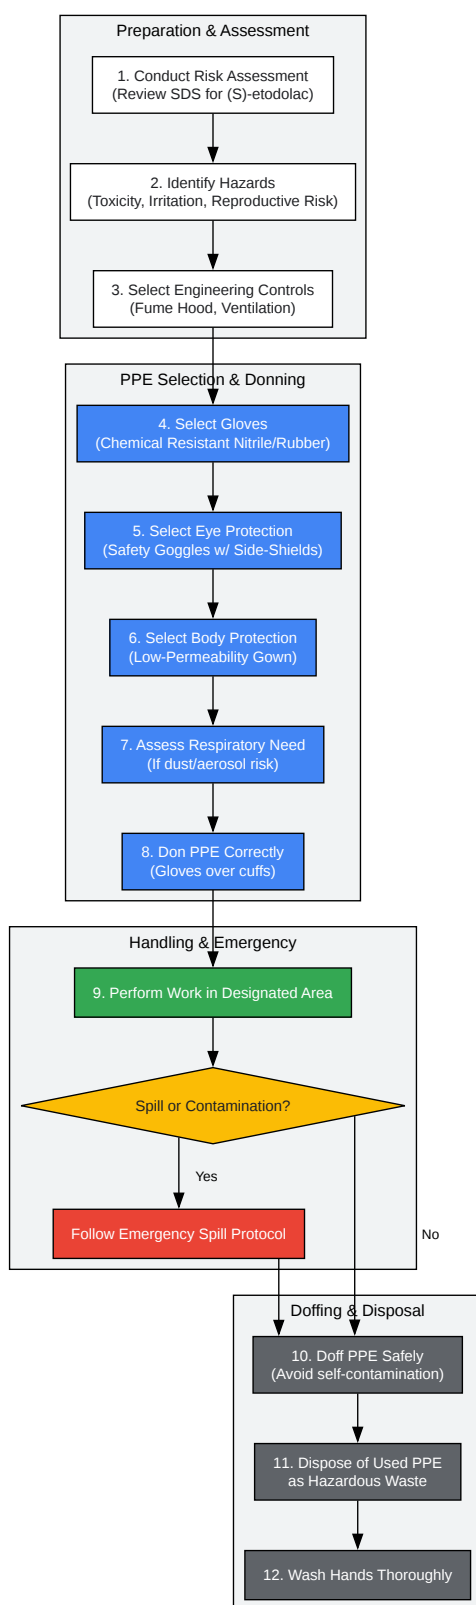 Preparation & Assessment
1. Conduct Risk Assessment
(Review SDS for (S)-etodolac)
2. Identify Hazards
(Toxicity, Irritation, Reproductive Risk)
3. Select Engineering Controls
(Fume Hood, Ventilation)
PPE Selection & Donning
4. Select Gloves
(Chemical Resistant Nitrile/Rubber)
5. Select Eye Protection
(Safety Goggles w/ Side-Shields)
6. Select Body Protection
(Low-Permeability Gown)
7. Assess Respiratory Need
(If dust/aerosol risk)
8. Don PPE Correctly
(Gloves over cuffs)
Handling & Emergency
9. Perform Work in Designated Area
Spill or Contamination?
Yes
Follow Emergency Spill Protocol
No
Doffing & Disposal
10. Doff PPE Safely
(Avoid self-contamination)
11. Dispose of Used PPE
as Hazardous Waste
12. Wash Hands Thoroughly